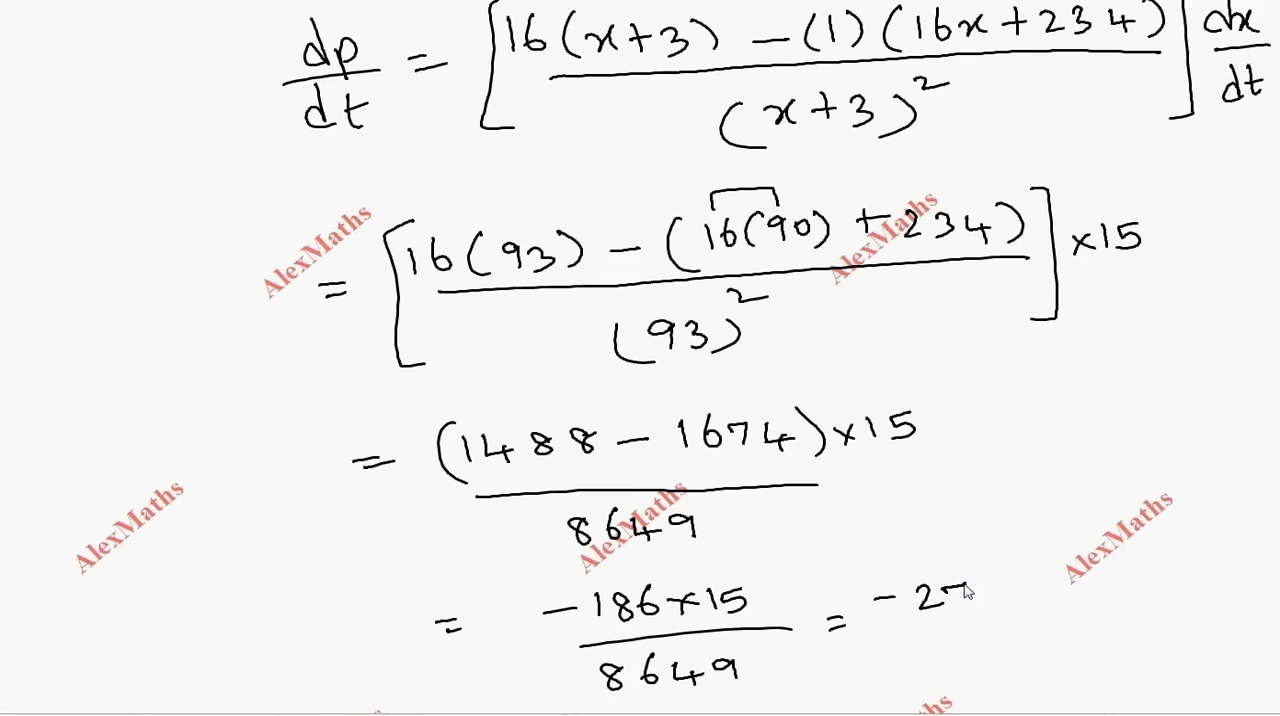 dp/dt = [16(x+3) - (1)(16x+234) / (x+3)²] dx/dt
= [16(93) - (16(90) + 234) / (93)²] ×15
AlexMaths AlexMaths
= (1488 - 1674)×15 / 8649
AlexMaths AlexMaths AlexMaths
= -186×15 / 8649 = -27